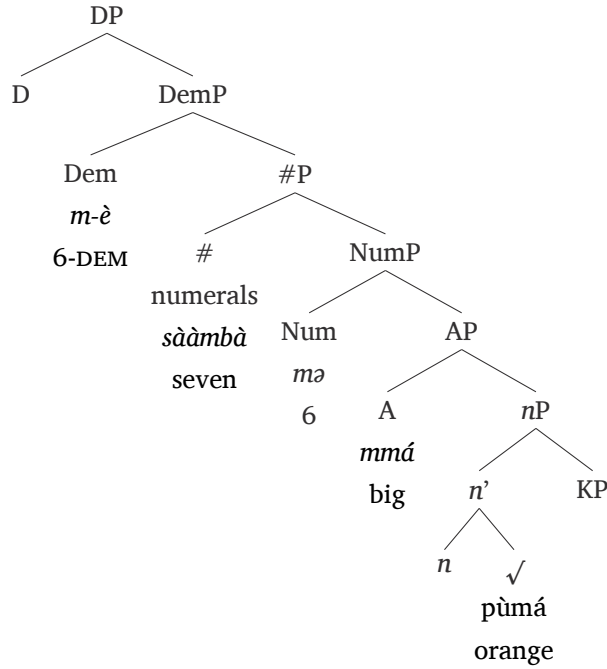 DP
D DemP
Dem #P
m-è
6-DEM # NumP
numerals
sààmbà Num AP
seven mə
6 A nP
mmá
big n’ KP
n √
pùmá
orange